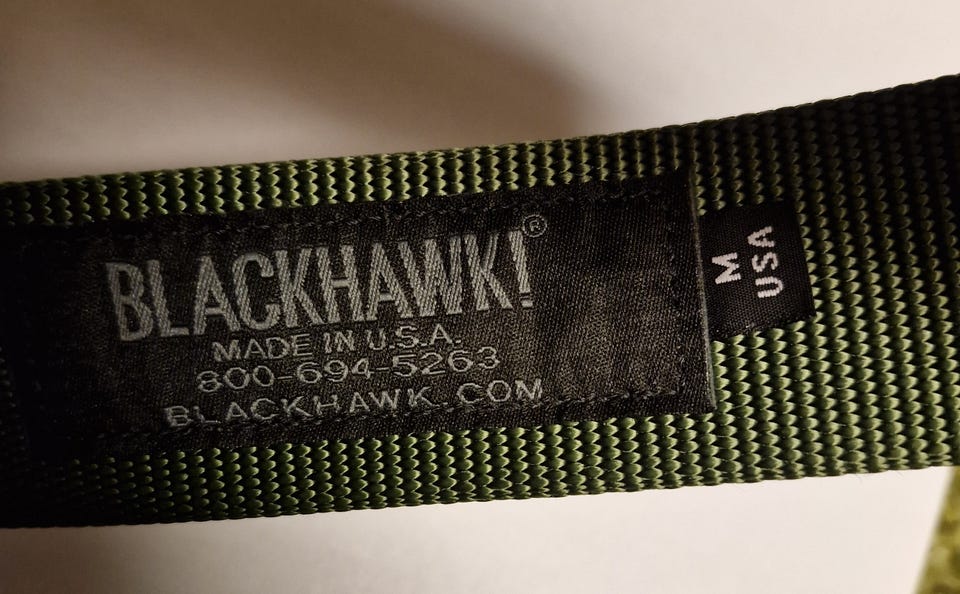 BLACKHAWK!®
MADE IN U.S.A.
800-694-5263
BLACKHAWK.COM
M
USA